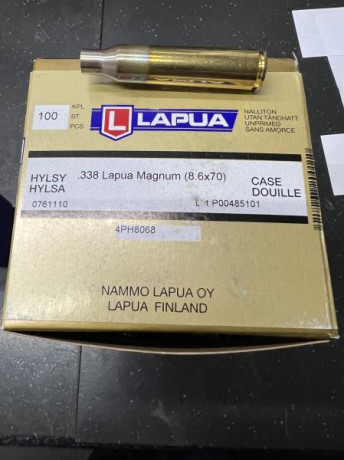 100
KPL
ST
PCS
L LAPUA
NALLITON
UTAN TÄNDHATT
UNPRIMED
SANS AMORCE
HYLSY
HYLSA
.338 Lapua Magnum (8.6x70)
CASE
DOUILLE
0761110
P00485101
4PH8068
NAMMO LAPUA OY
LAPUA FINLAND